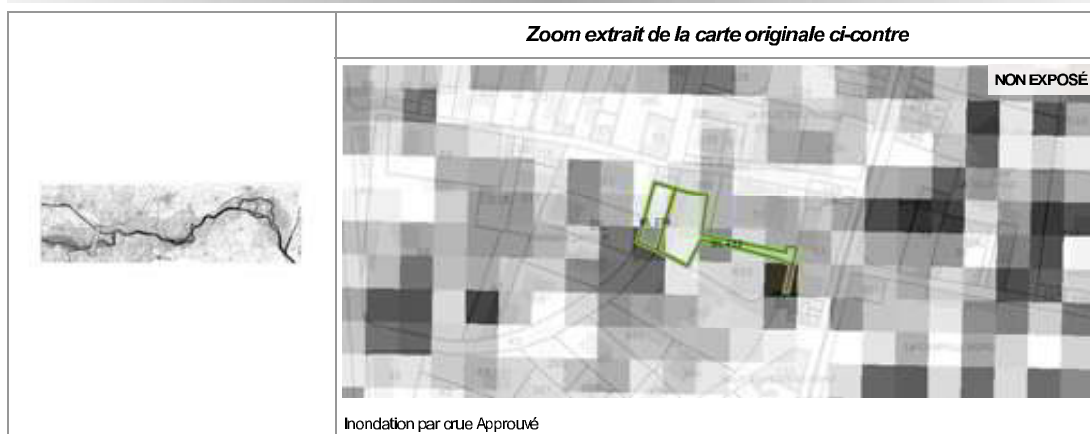 Zoom extrait de la carte originale ci-contre
NON EXPOSÉ
Inondation par crue Approuvé